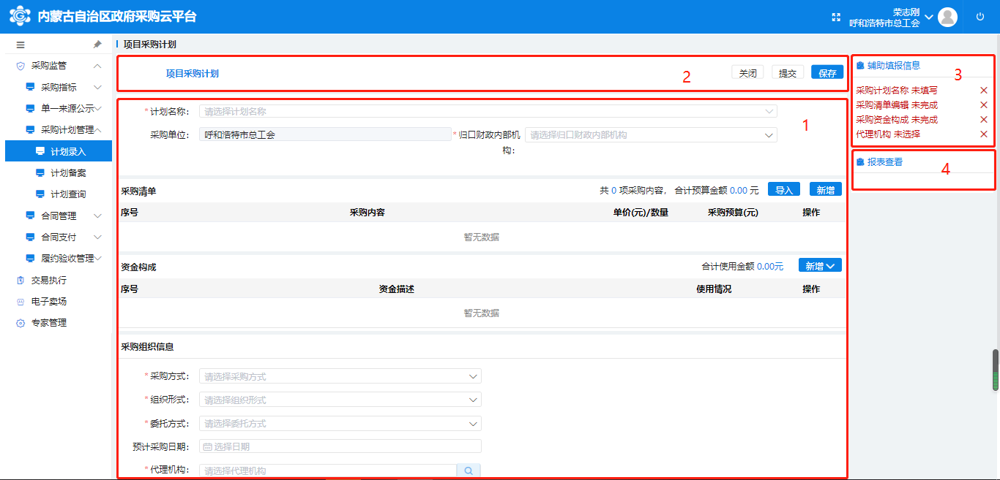 内蒙古自治区政府采购云平台
荣志刚
呼和浩特市总工会
采购监管
采购指标
单一来源公示
采购计划管理
计划录入
计划备案
计划查询
合同管理
合同支付
履约验收管理
交易执行
电子卖场
专家管理
项目采购计划
项目采购计划
2
关闭
提交
保存
*计划名称:
请选择计划名称
1
采购单位:
呼和浩特市总工会
*归口财政内部机构:
请选择归口财政内部机构
采购清单
共 0 项采购内容, 合计预算金额 0.00 元
导入
新增
序号 采购内容 单价(元)/数量 采购预算(元) 操作
暂无数据
资金构成
合计使用金额 0.00元
新增
序号 资金描述 使用情况 操作
暂无数据
采购组织信息
*采购方式:
请选择采购方式
*组织形式:
请选择组织形式
*委托方式:
请选择委托方式
预计采购日期:
选择日期
*代理机构:
请选择代理机构
辅助填报信息
3
采购计划名称 未填写
采购清单编辑 未完成
采购资金构成 未完成
代理机构 未选择
报表查看
4